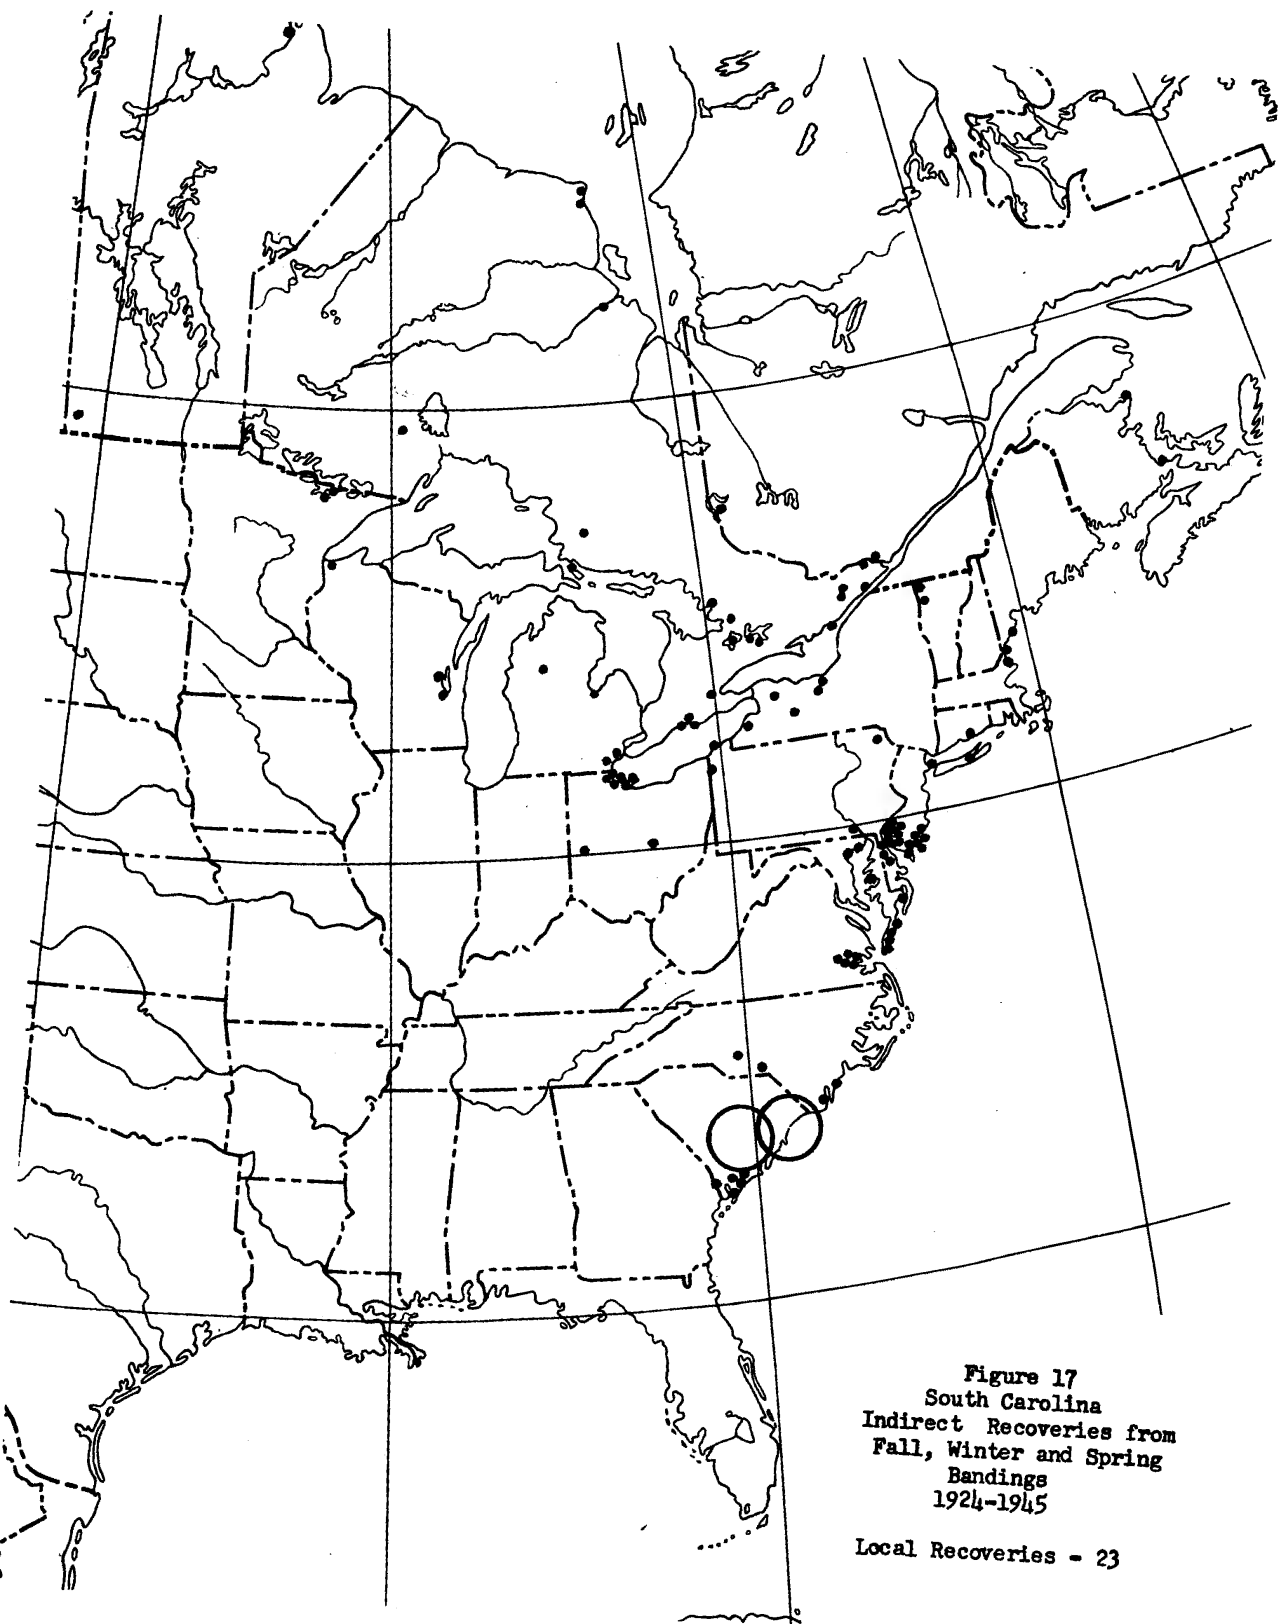 Figure 17
South Carolina
Indirect Recoveries from
Fall, Winter and Spring
Bandings
1924-1945
Local Recoveries - 23